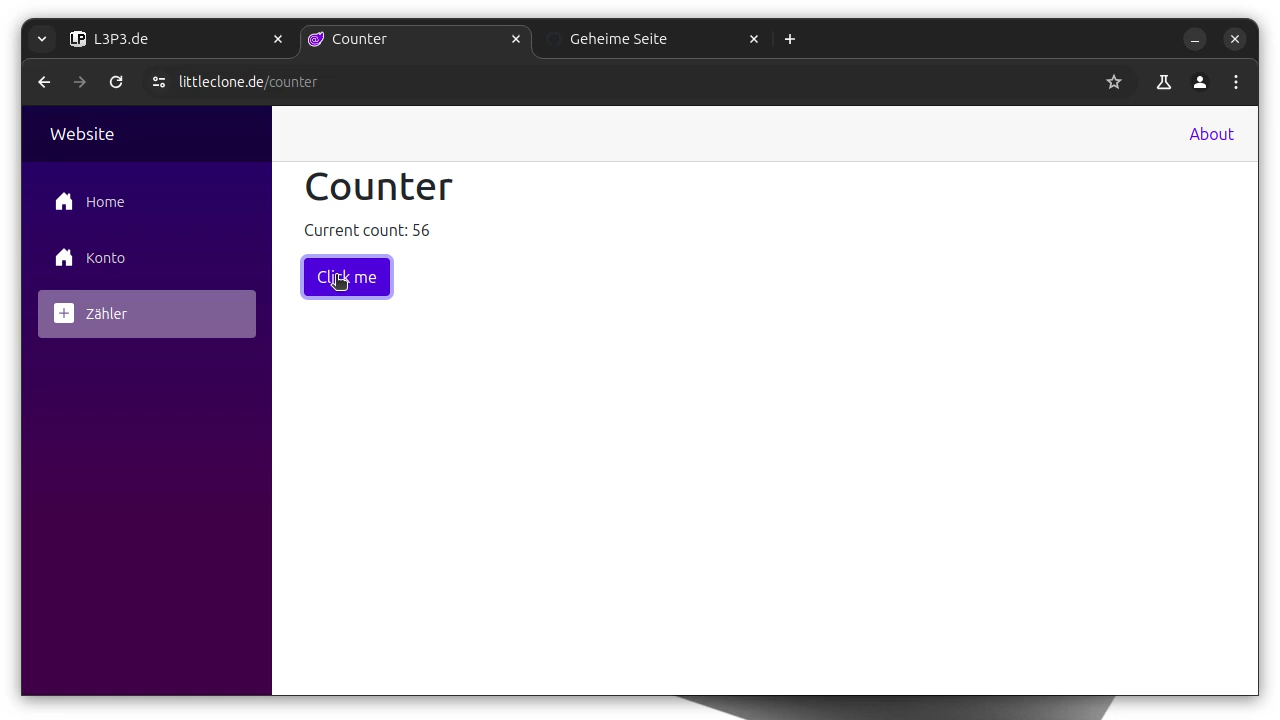 L3P3.de
Counter
Geheime Seite
littleclone.de/counter
Website
About
Home
Konto
Zähler
Counter
Current count: 56
Click me